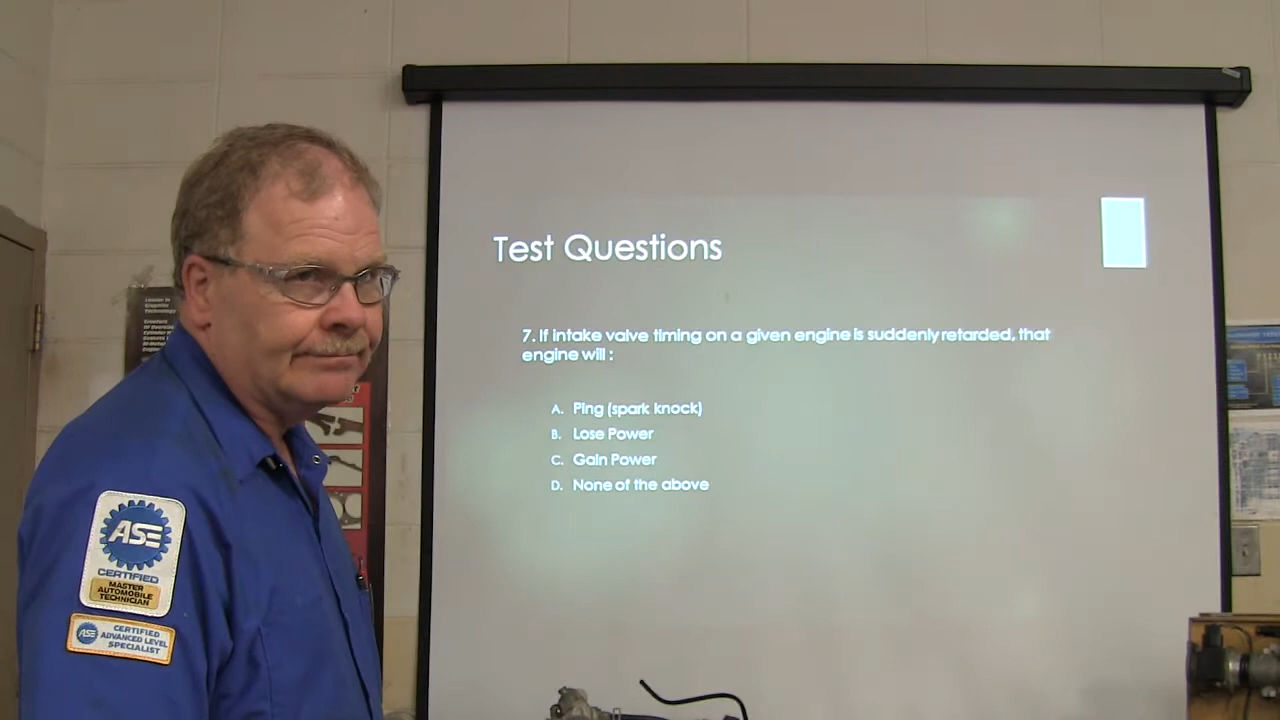 Test Questions
7. If intake valve timing on a given engine is suddenly retarded, that
engine will :
A. Ping (spark knock)
B. Lose Power
C. Gain Power
D. None of the above
ASE
CERTIFIED
MASTER
AUTOMOBILE
TECHNICIAN
ASE
CERTIFIED
ADVANCED LEVEL
SPECIALIST
Technology